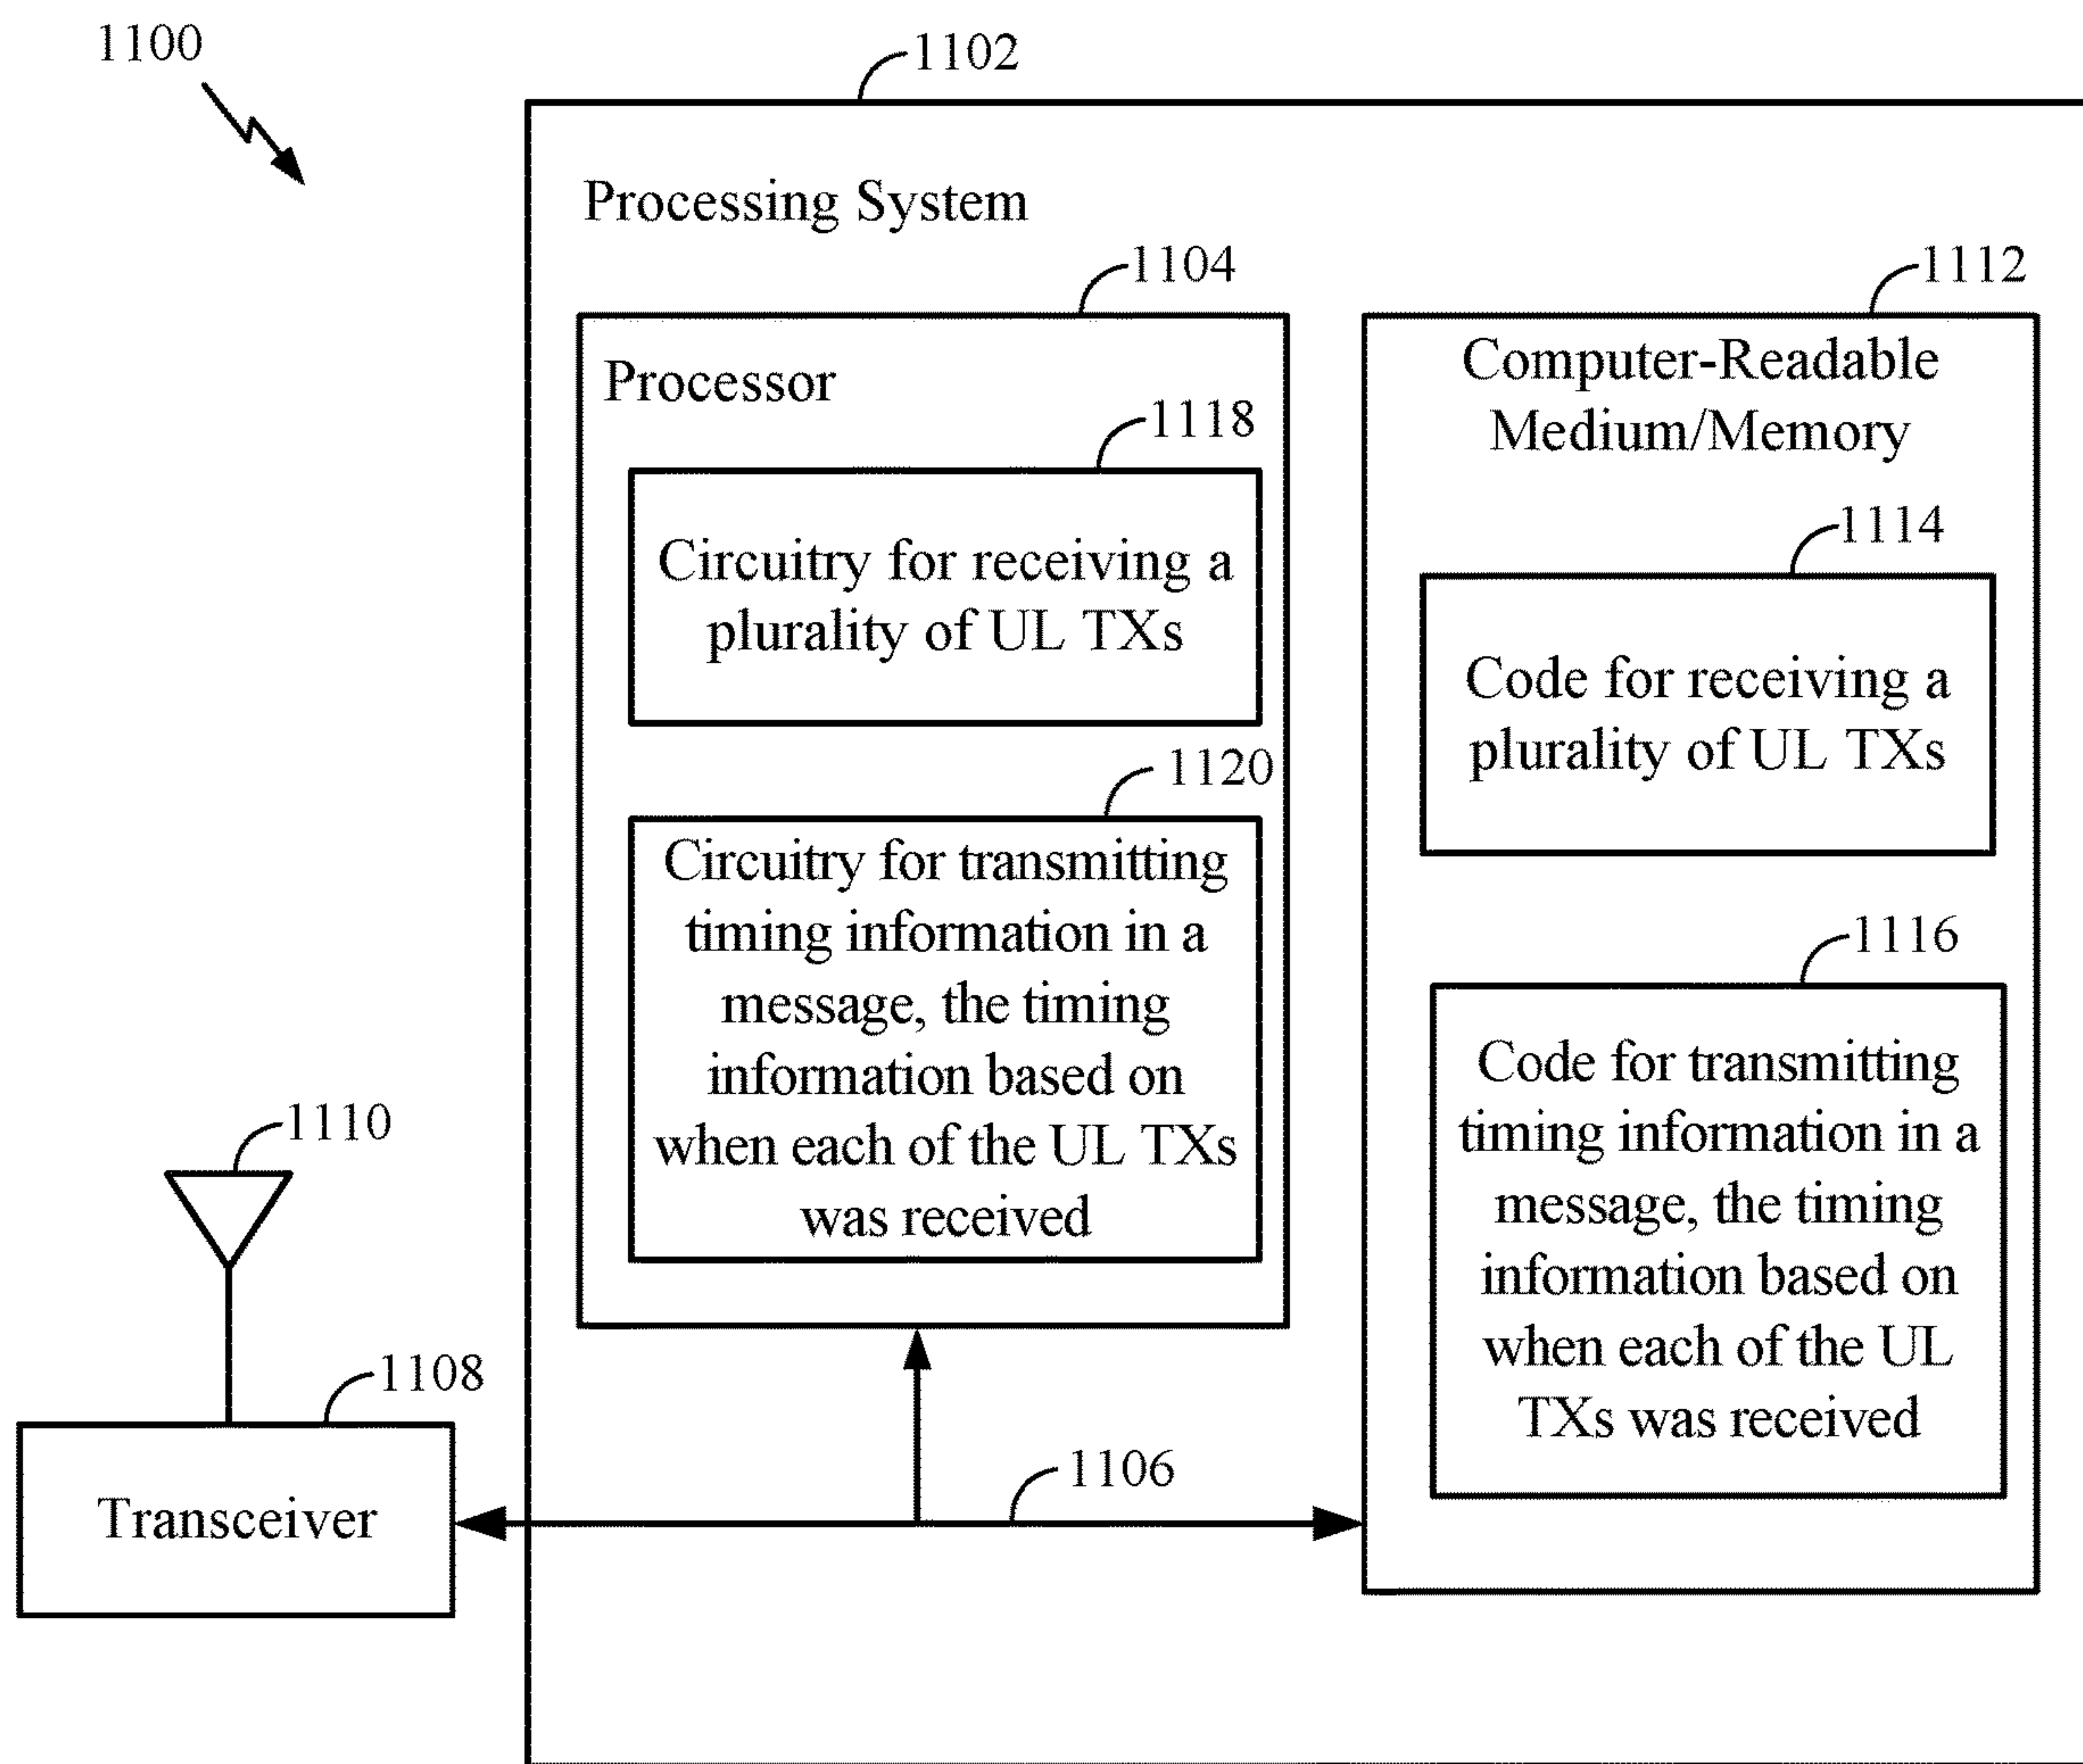 1100
1102
Processing System
1104
Processor
1118
Circuitry for receiving a
plurality of UL TXs
1120
Circuitry for transmitting
timing information in a
message, the timing
information based on
when each of the UL TXs
was received
1112
Computer-Readable
Medium/Memory
1114
Code for receiving a
plurality of UL TXs
1116
Code for transmitting
timing information in a
message, the timing
information based on
when each of the UL
TXs was received
1110
1108
Transceiver
1106